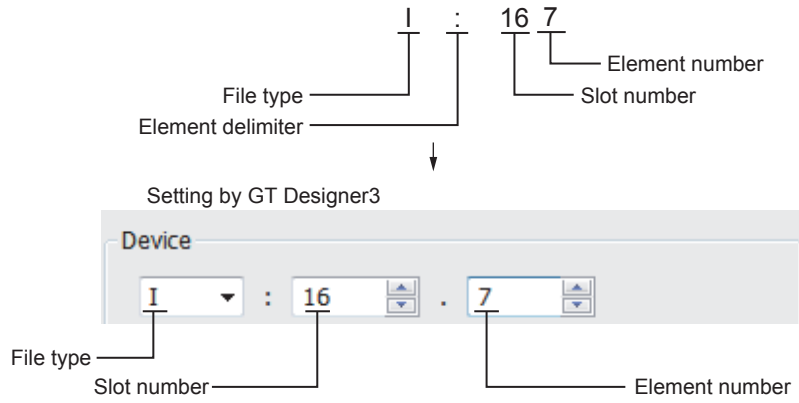 I : 16 7
Element number
File type
Slot number
Element delimiter
Setting by GT Designer3
Device
I : 16 . 7
File type
Slot number
Element number